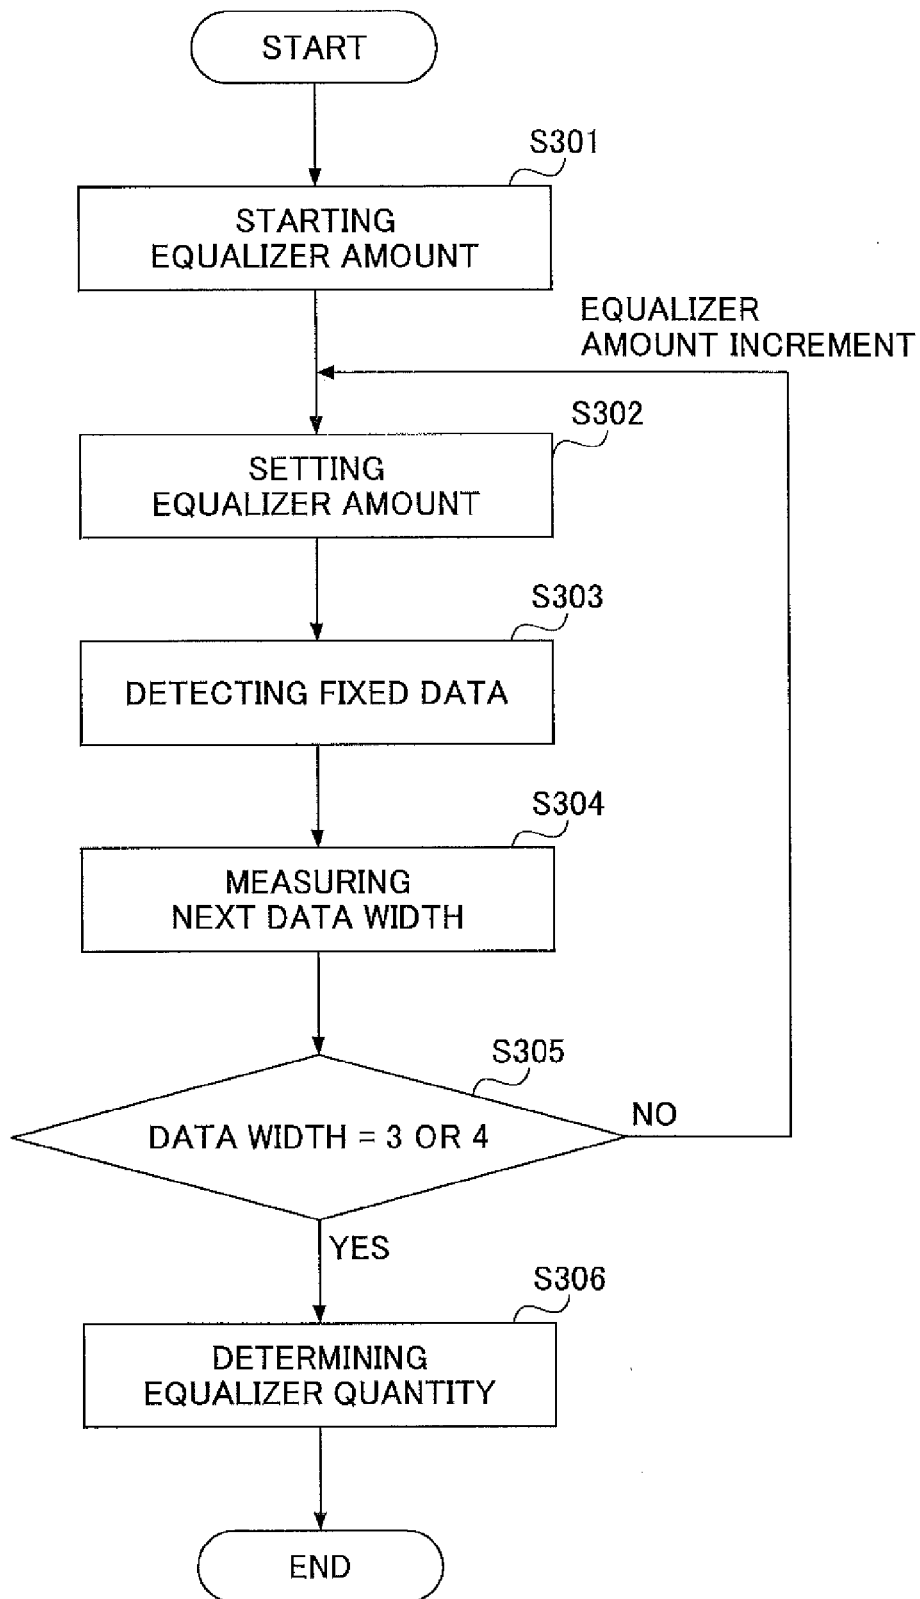 START
S301
STARTING
EQUALIZER AMOUNT
EQUALIZER
AMOUNT INCREMENT
S302
SETTING
EQUALIZER AMOUNT
S303
DETECTING FIXED DATA
S304
MEASURING
NEXT DATA WIDTH
S305
DATA WIDTH = 3 OR 4
NO
YES
S306
DETERMINING
EQUALIZER QUANTITY
END